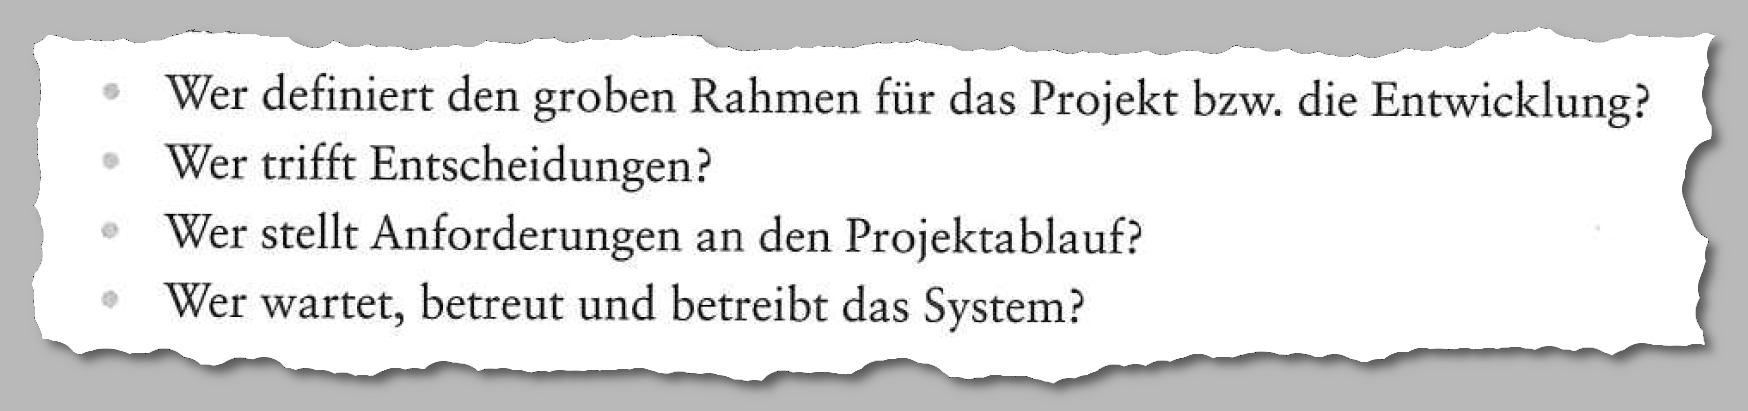 • Wer definiert den groben Rahmen für das Projekt bzw. die Entwicklung?
• Wer trifft Entscheidungen?
• Wer stellt Anforderungen an den Projektablauf?
• Wer wartet, betreut und betreibt das System?